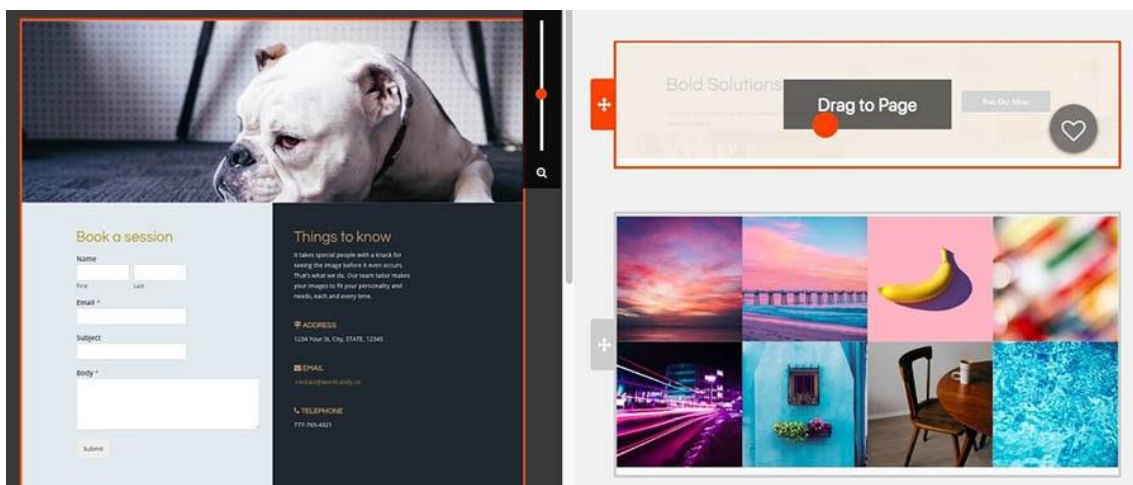 Book a session
Name
First Last
Email *
Subject
Body *
Submit
Things to know
It takes special people with a knack for
seeing the image before it even occurs.
That's what we do. Our team tailor makes
your images to fit your personality and
needs, each and every time.
ADDRESS
1234 Your St, City, STATE, 12345
EMAIL
TELEPHONE
777-765-4321
Bold Solutions
Drag to Page
Find Out More